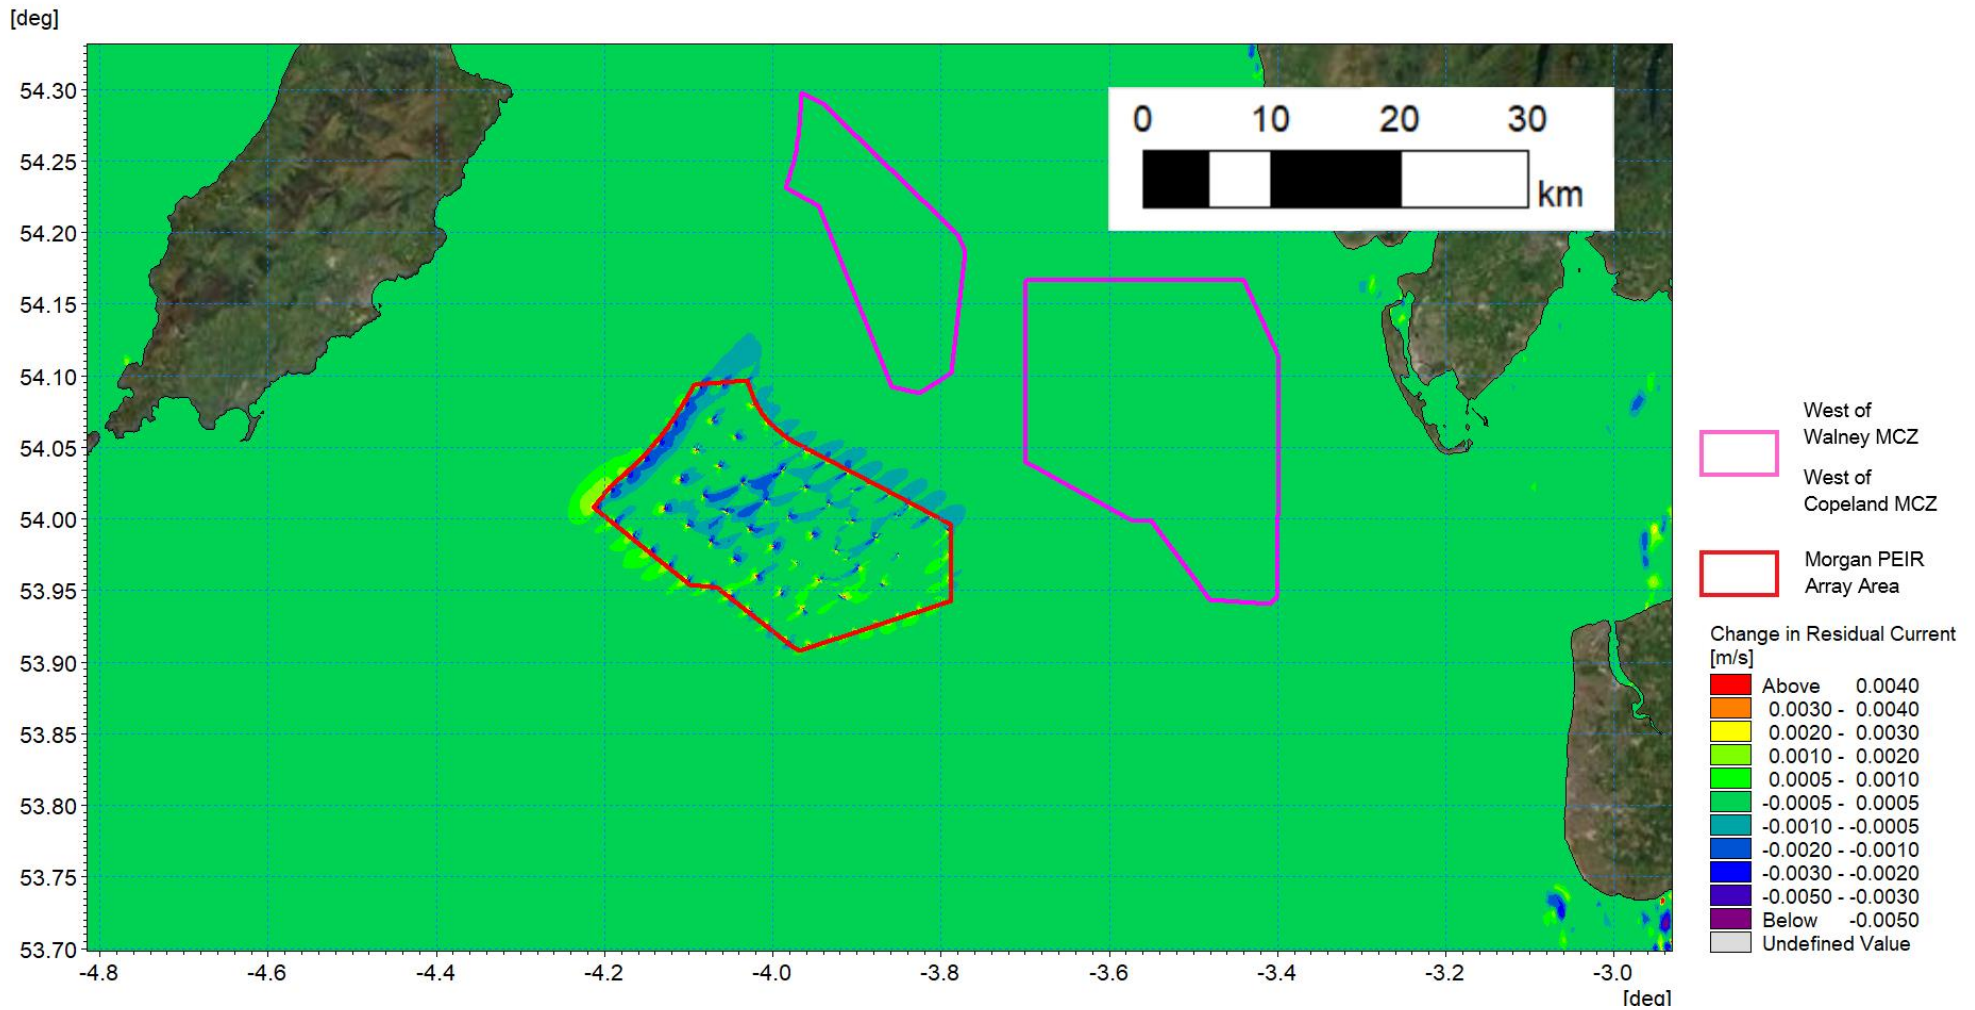 [deg]
54.30
54.25
54.20
54.15
54.10
54.05
54.00
53.95
53.90
53.85
53.80
53.75
53.70
-4.8 -4.6 -4.4 -4.2 -4.0 -3.8 -3.6 -3.4 -3.2 -3.0
[deg]
0 10 20 30
km
West of
Walney MCZ
West of
Copeland MCZ
Morgan PEIR
Array Area
Change in Residual Current
[m/s]
Above 0.0040
0.0030 - 0.0040
0.0020 - 0.0030
0.0010 - 0.0020
0.0005 - 0.0010
-0.0005 - 0.0005
-0.0010 - -0.0005
-0.0020 - -0.0010
-0.0030 - -0.0020
-0.0050 - -0.0030
Below -0.0050
Undefined Value